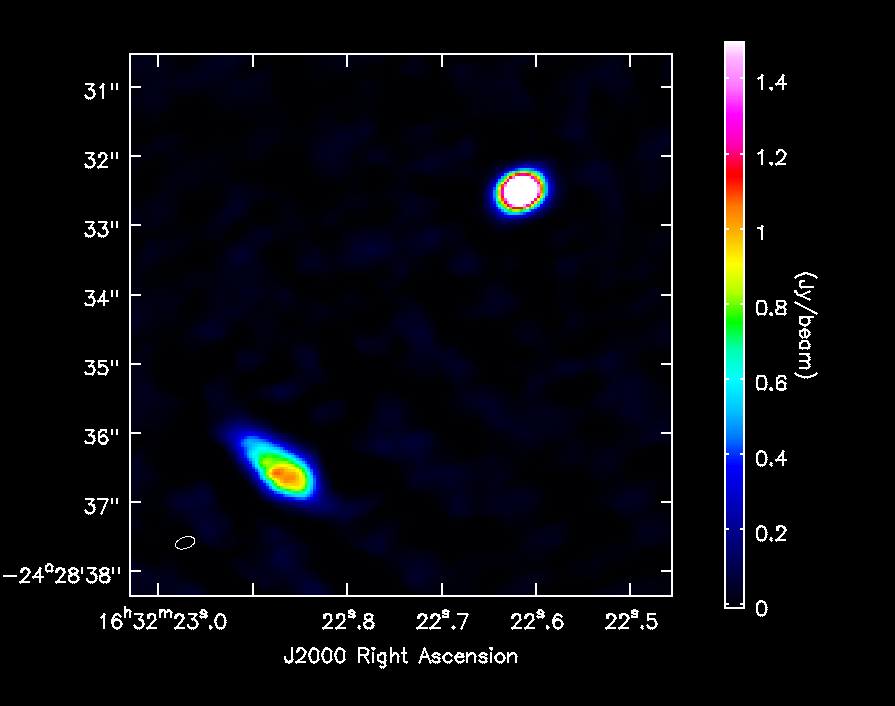 31"
32"
33"
34"
35"
36"
37"
−24°28'38"
16ʰ32ᵐ23ˢ.0
22ˢ.8
22ˢ.7
22ˢ.6
22ˢ.5
J2000 Right Ascension
1.4
1.2
1
0.8
0.6
0.4
0.2
0
(Jy/beam)